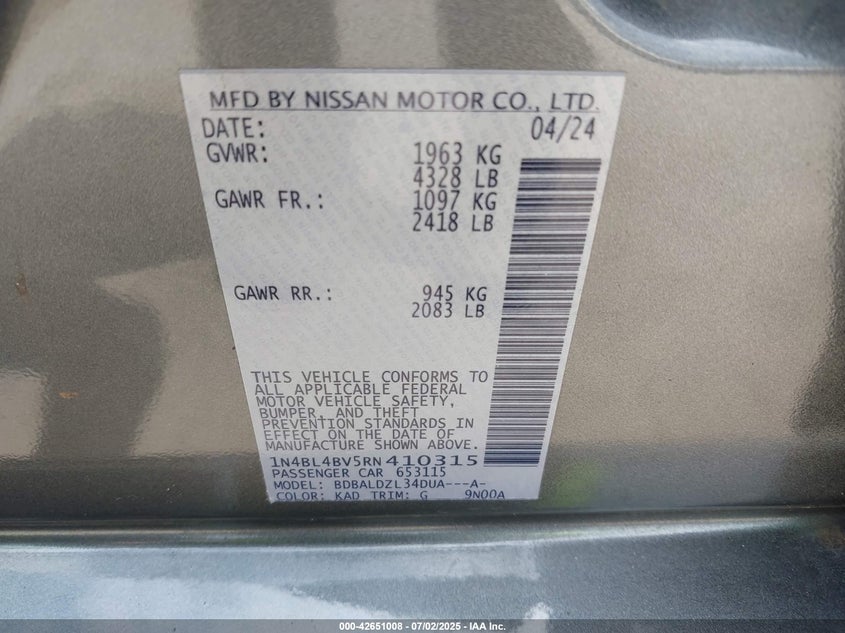 MFD BY NISSAN MOTOR CO., LTD.
DATE: 04/24
GVWR: 1963 KG
4328 LB
GAWR FR.: 1097 KG
2418 LB
GAWR RR.: 945 KG
2083 LB
THIS VEHICLE CONFORMS TO
ALL APPLICABLE FEDERAL
MOTOR VEHICLE SAFETY,
BUMPER, AND THEFT
PREVENTION STANDARDS IN
EFFECT ON THE DATE OF
MANUFACTURE SHOWN ABOVE.
1N4BL4BV5RN410315
PASSENGER CAR 653115
MODEL: BDBALDZL34DUA---A-
COLOR: KAD TRIM: G 9N00A
000-42651008 - 07/02/2025 - IAA Inc.